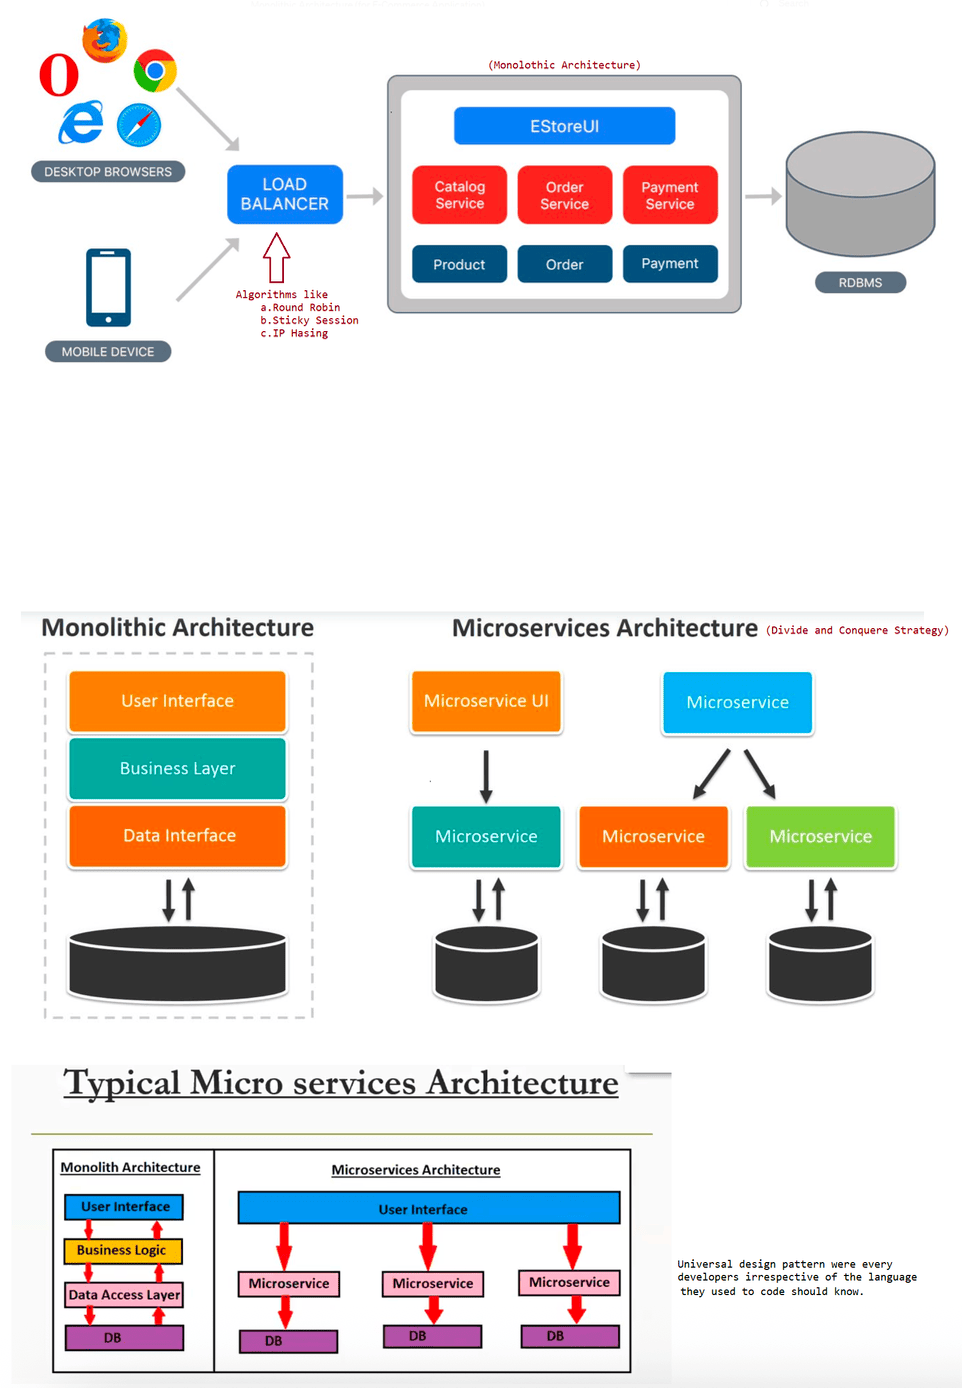 (Monolothic Architecture)
EStoreUI
DESKTOP BROWSERS
LOAD
BALANCER
Catalog
Service
Order
Service
Payment
Service
Product
Order
Payment
RDBMS
Algorithms like
a.Round Robin
b.Sticky Session
c.IP Hasing
MOBILE DEVICE
Monolithic Architecture
User Interface
Business Layer
Data Interface
Microservices Architecture (Divide and Conquere Strategy)
Microservice UI
Microservice
Microservice
Microservice
Microservice
Typical Micro services Architecture
Monolith Architecture
User Interface
Business Logic
Data Access Layer
DB
Microservices Architecture
User Interface
Microservice
Microservice
Microservice
DB
DB
DB
Universal design pattern were every
developers irrespective of the language
they used to code should know.